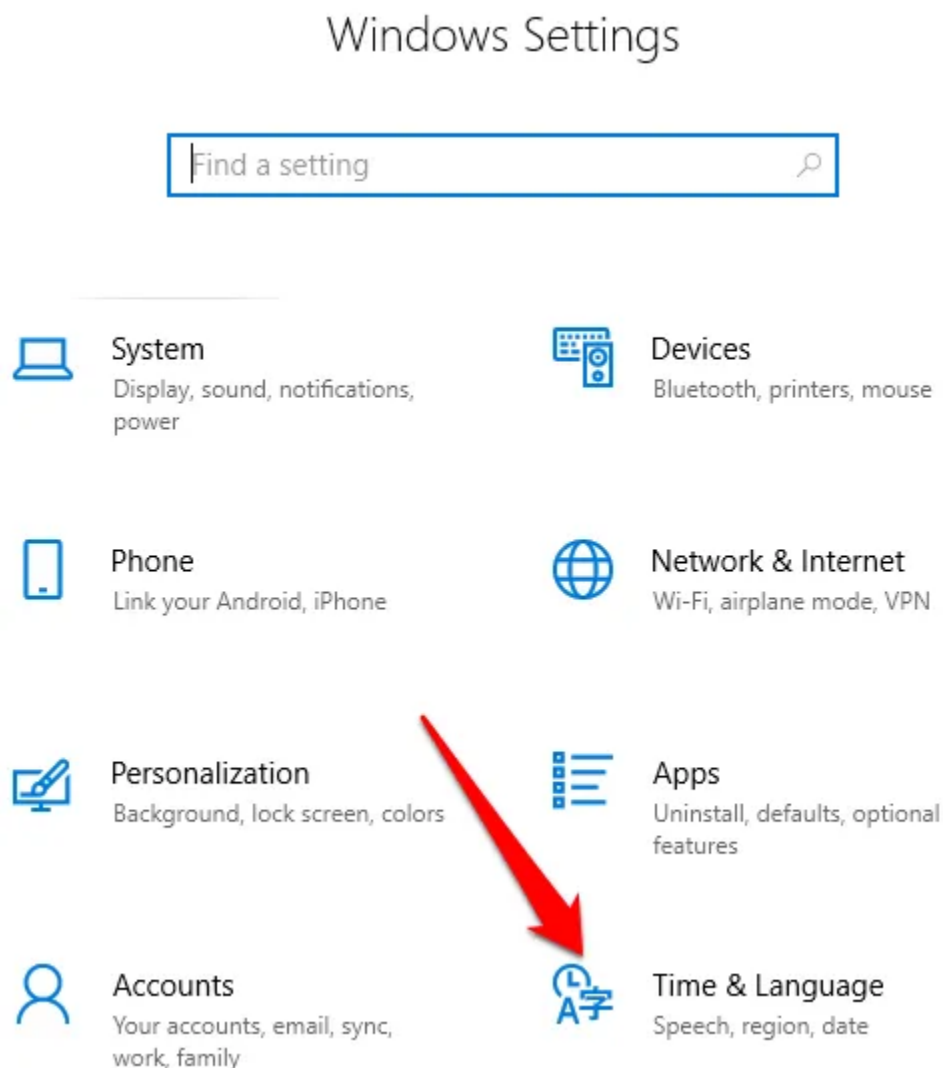 Windows Settings
Find a setting
System
Display, sound, notifications,
power
Devices
Bluetooth, printers, mouse
Phone
Link your Android, iPhone
Network & Internet
Wi-Fi, airplane mode, VPN
Personalization
Background, lock screen, colors
Apps
Uninstall, defaults, optional
features
Accounts
Your accounts, email, sync,
work, family
A字
Time & Language
Speech, region, date